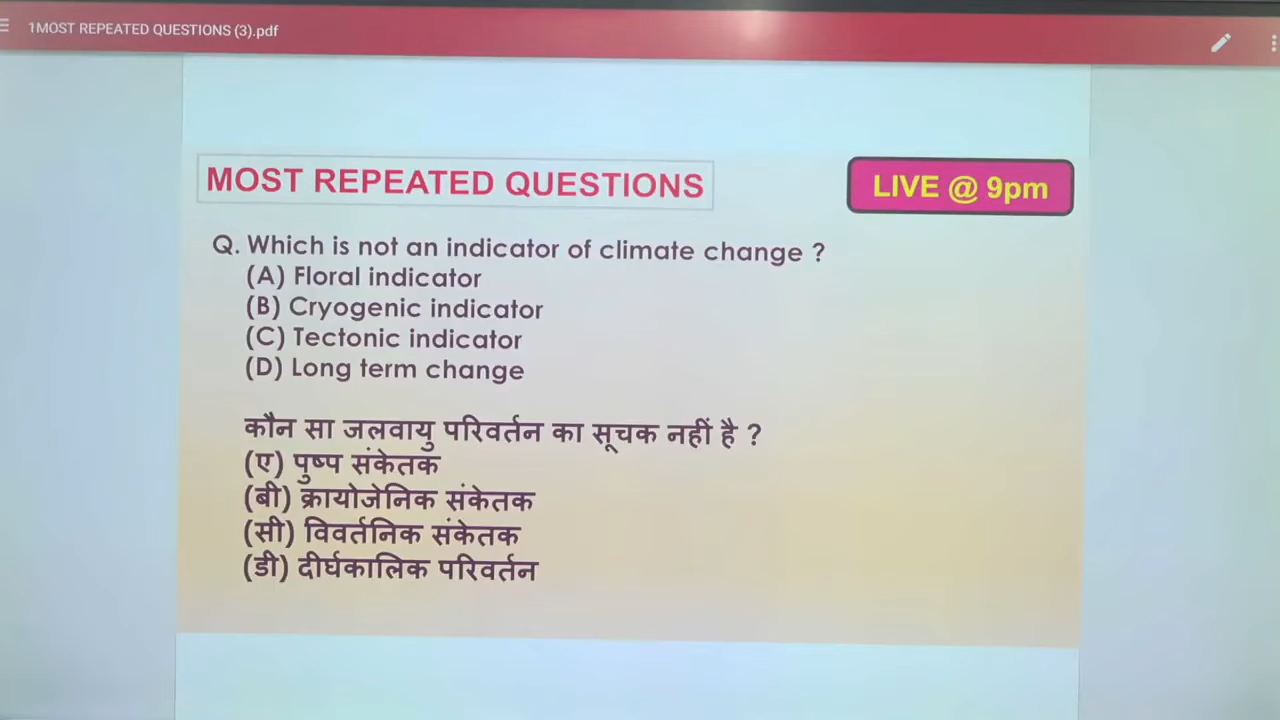 1MOST REPEATED QUESTIONS (3).pdf
MOST REPEATED QUESTIONS
LIVE @ 9pm
Q. Which is not an indicator of climate change ?
(A) Floral indicator
(B) Cryogenic indicator
(C) Tectonic indicator
(D) Long term change
कौन सा जलवायु परिवर्तन का सूचक नहीं है ?
(ए) पुष्प संकेतक
(बी) क्रायोजेनिक संकेतक
(सी) विवर्तनिक संकेतक
(डी) दीर्घकालिक परिवर्तन